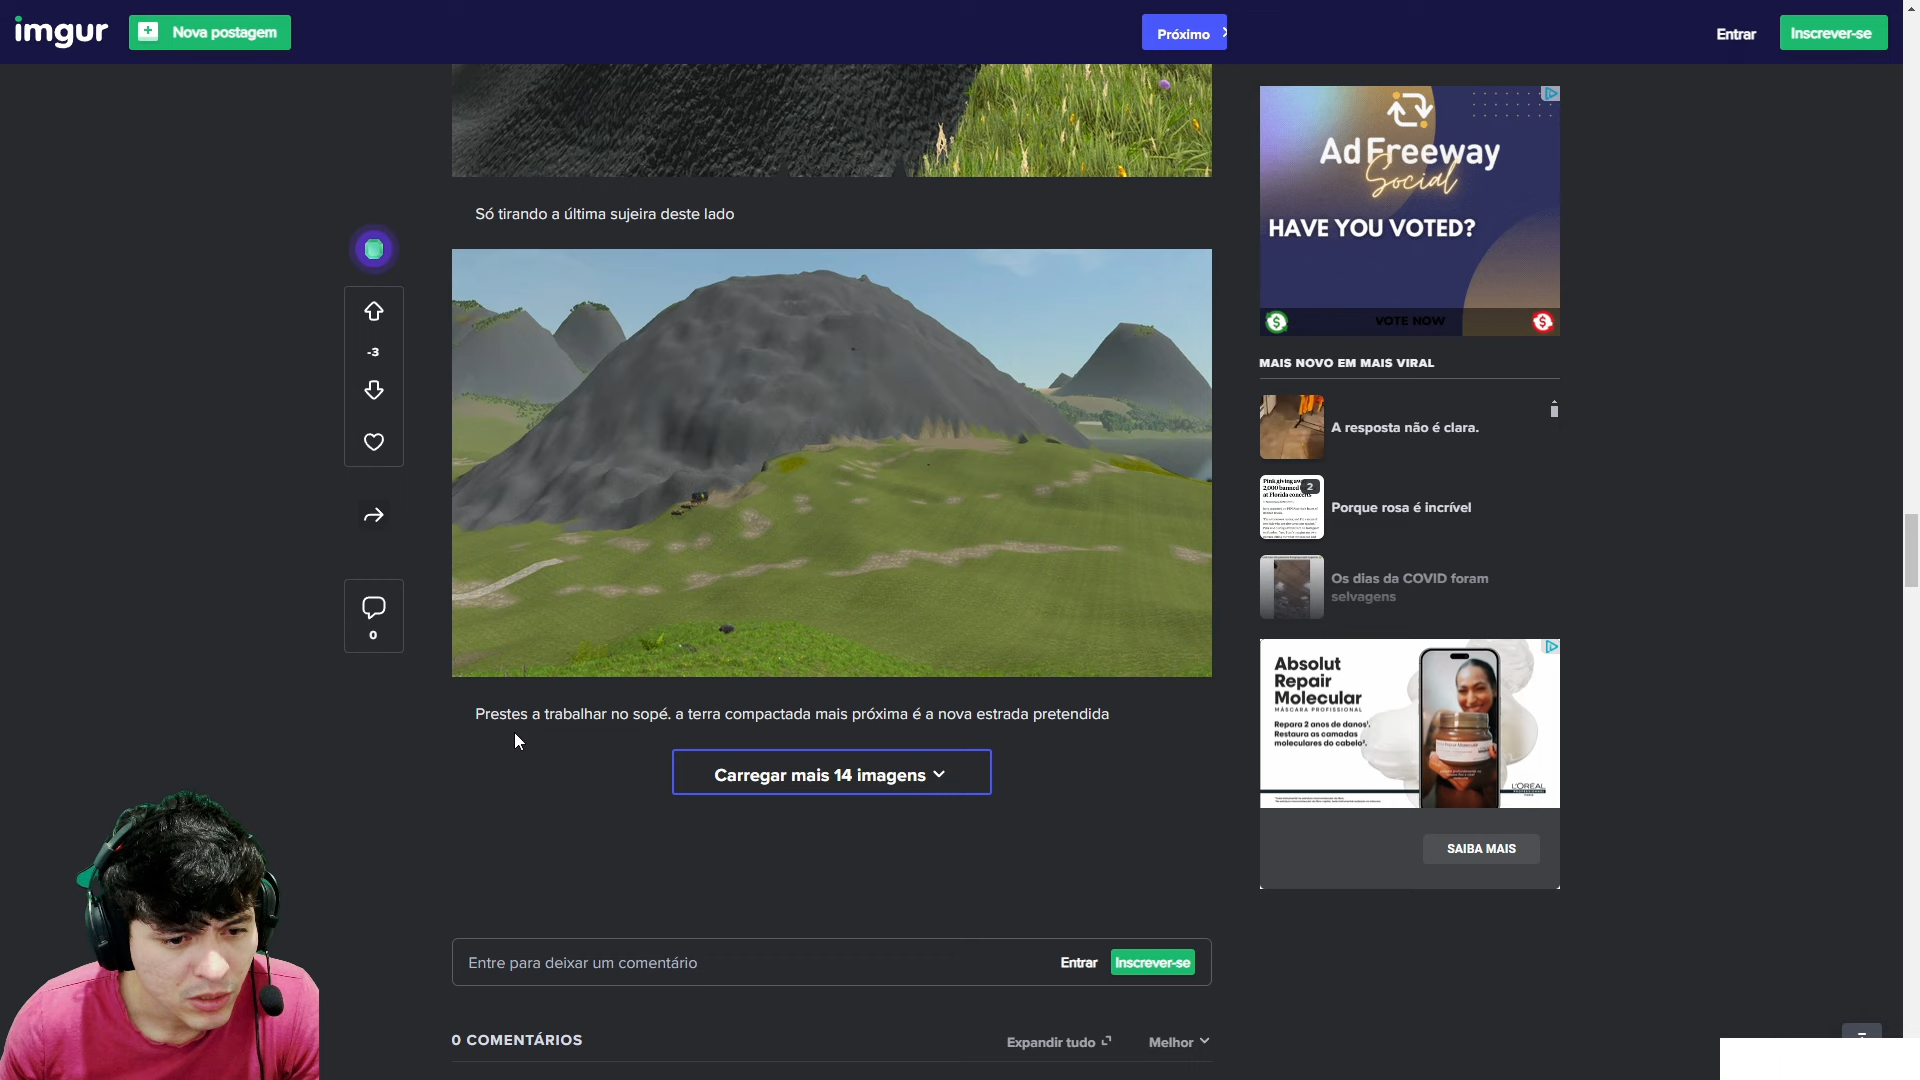 imgur
Nova postagem
Próximo
Entrar
Inscrever-se
Só tirando a última sujeira deste lado
-3
0
Prestes a trabalhar no sopé. a terra compactada mais próxima é a nova estrada pretendida
Carregar mais 14 imagens
Entre para deixar um comentário
Entrar
Inscrever-se
0 COMENTÁRIOS
Expandir tudo
Melhor
Ad Freeway
Social
HAVE YOU VOTED?
VOTE NOW
MAIS NOVO EM MAIS VIRAL
A resposta não é clara.
2
Porque rosa é incrível
Os dias da COVID foram
selvagens
Absolut
Repair
Molecular
MÁSCARA PROFISSIONAL
Repara 2 anos de danos¹.
Restaura as camadas
moleculares do cabelo².
L'ORÉAL
SAIBA MAIS